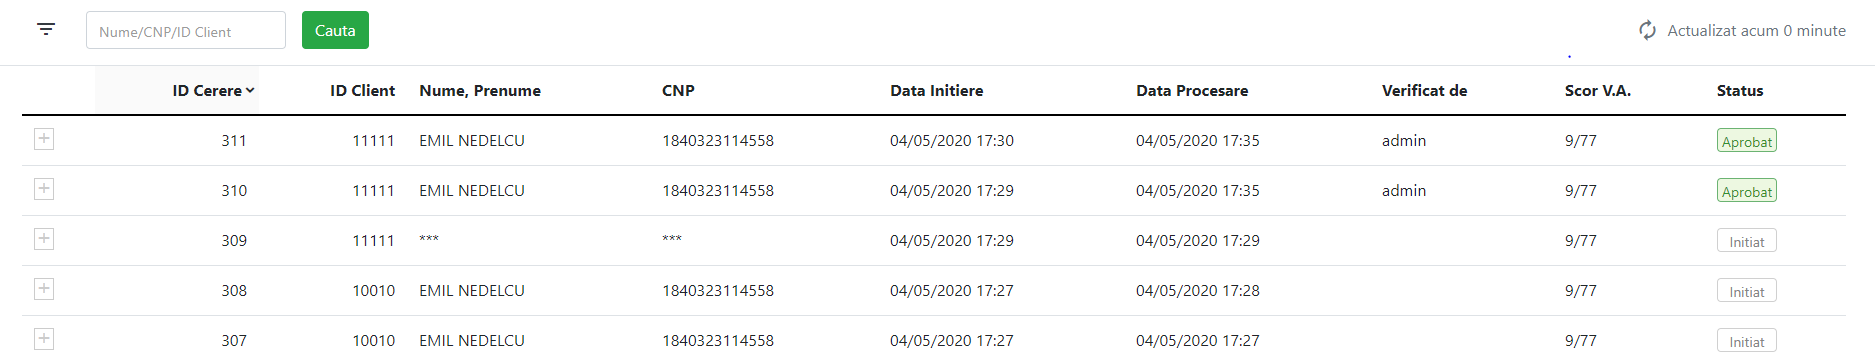 Nume/CNP/ID Client Cauta Actualizat acum 0 minute
ID Cerere ID Client Nume, Prenume CNP Data Initiere Data Procesare Verificat de Scor V.A. Status
311 11111 EMIL NEDELCU 1840323114558 04/05/2020 17:30 04/05/2020 17:35 admin 9/77 Aprobat
310 11111 EMIL NEDELCU 1840323114558 04/05/2020 17:29 04/05/2020 17:35 admin 9/77 Aprobat
309 11111 *** *** 04/05/2020 17:29 04/05/2020 17:29 9/77 Initiat
308 10010 EMIL NEDELCU 1840323114558 04/05/2020 17:27 04/05/2020 17:28 9/77 Initiat
307 10010 EMIL NEDELCU 1840323114558 04/05/2020 17:27 04/05/2020 17:27 9/77 Initiat